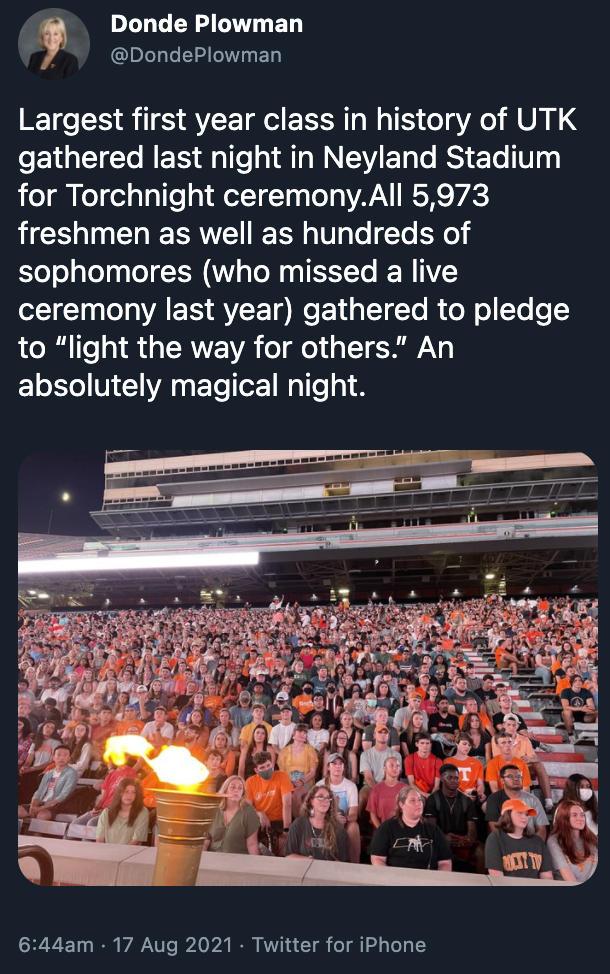 Donde Plowman
@DondePlowman
Largest first year class in history of UTK
gathered last night in Neyland Stadium
for Torchnight ceremony.All 5,973
freshmen as well as hundreds of
sophomores (who missed a live
ceremony last year) gathered to pledge
to “light the way for others.” An
absolutely magical night.
T
6:44am · 17 Aug 2021 · Twitter for iPhone